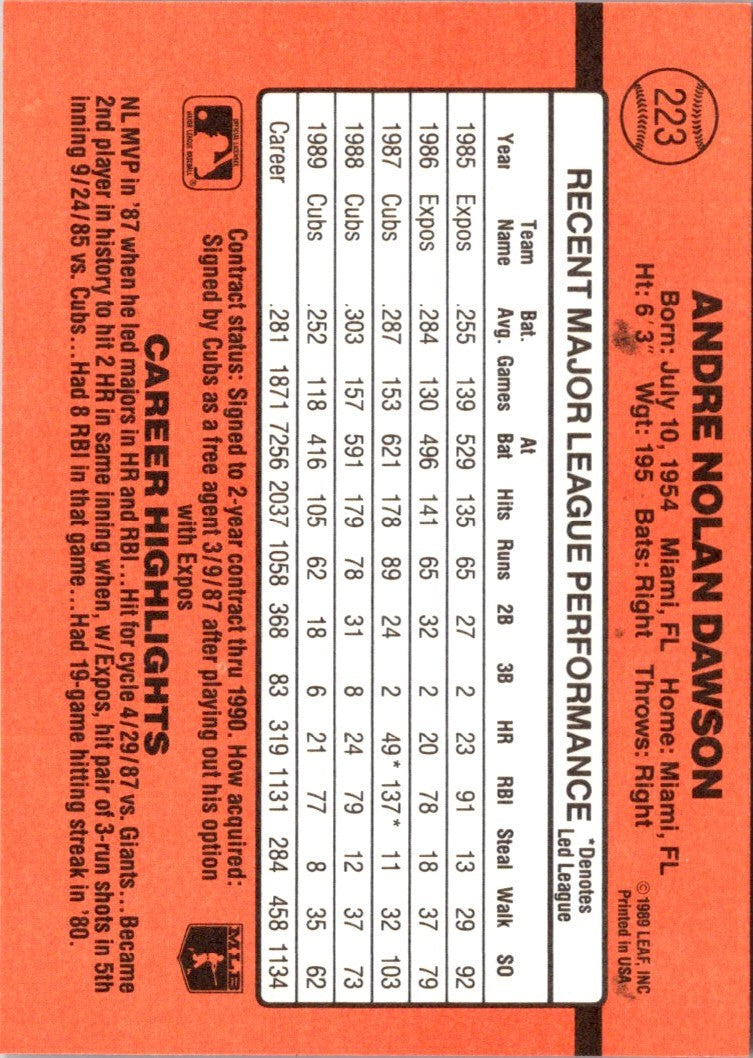 223
ANDRE NOLAN DAWSON
Born: July 10, 1954 Miami, FL Home: Miami, FL
Ht: 6'3" Wgt: 195 Bats: Right Throws: Right
© 1989 LEAF, INC
Printed in USA
RECENT MAJOR LEAGUE PERFORMANCE *Denotes Led League
Year Team Name Bat. Avg. Games At Bat Hits Runs 2B 3B HR RBI Steal Walk SO
1985 Expos .255 139 529 135 65 27 2 23 91 13 29 92
1986 Expos .284 130 496 141 65 32 2 20 78 18 37 79
1987 Cubs .287 153 621 178 89 24 2 49* 137* 11 32 103
1988 Cubs .303 157 591 179 78 31 8 24 79 12 37 73
1989 Cubs .252 118 416 105 62 18 6 21 77 8 35 62
Career .281 1871 7256 2037 1058 368 83 319 1131 284 458 1134
OFFICIAL LICENSEE
MAJOR LEAGUE BASEBALL
Contract status: Signed to 2-year contract thru 1990. How acquired:
Signed by Cubs as a free agent 3/9/87 after playing out his option
with Expos
MLB
CAREER HIGHLIGHTS
NL MVP in '87 when he led majors in HR and RBI...Hit for cycle 4/29/87 vs. Giants...Became
2nd player in history to hit 2 HR in same inning when, w/Expos, hit pair of 3-run shots in 5th
inning 9/24/85 vs. Cubs...Had 8 RBI in that game...Had 19-game hitting streak in '80.